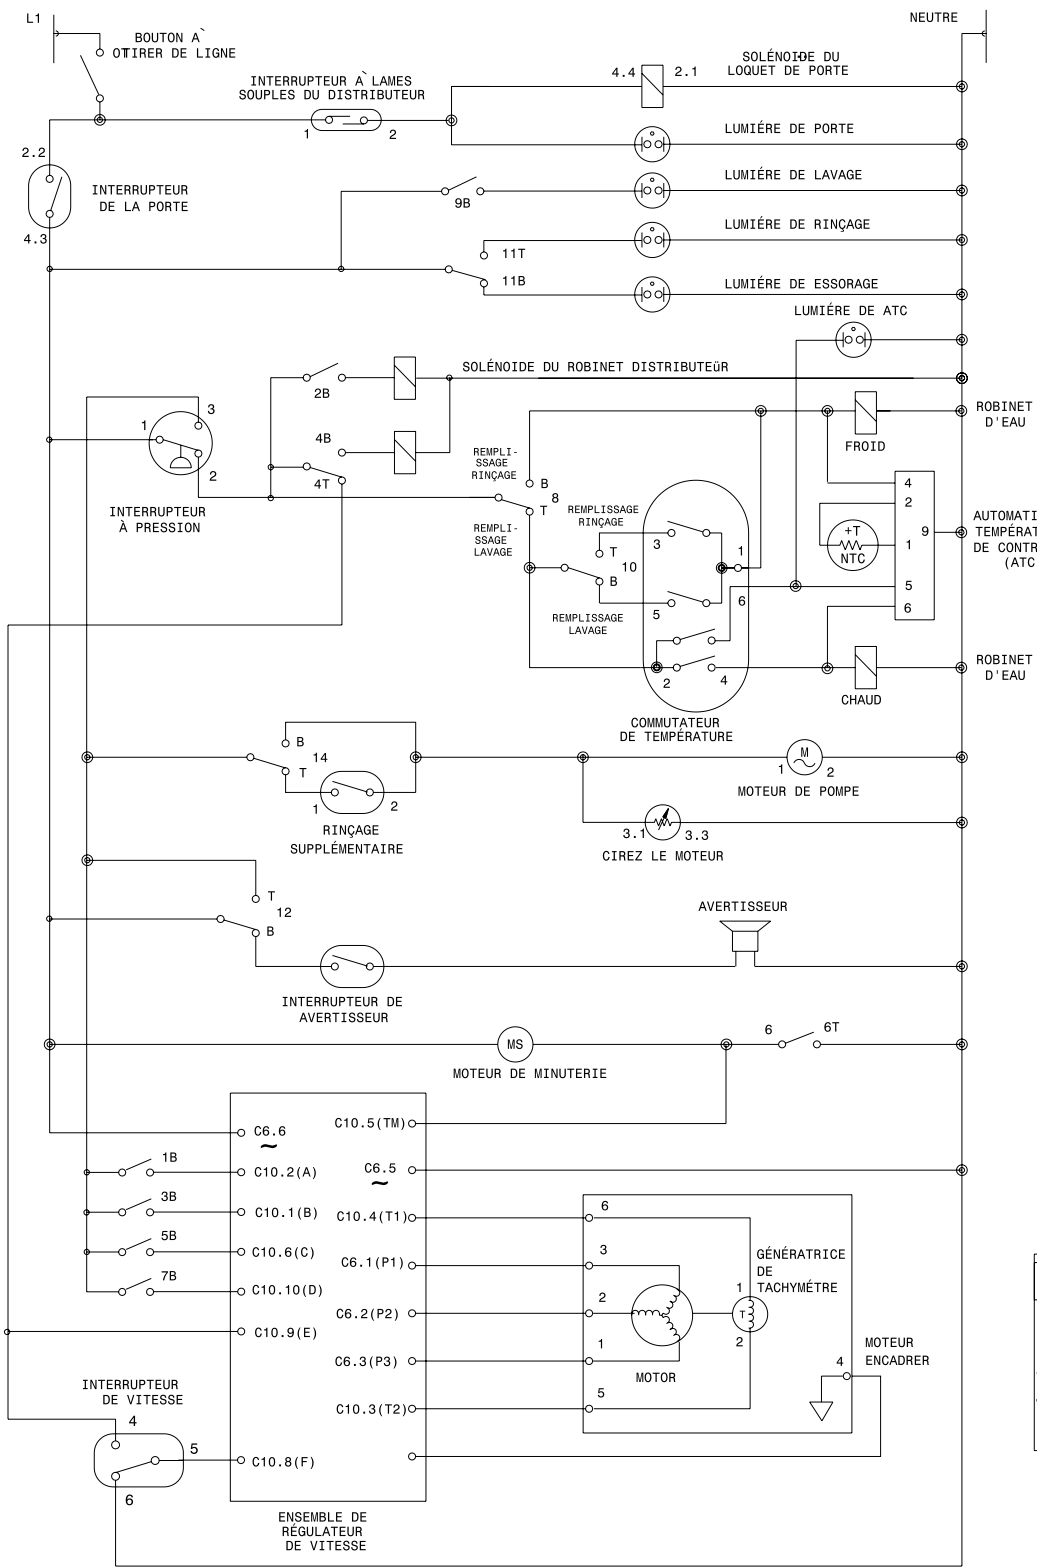 L1
NEUTRE
BOUTON À
OTTIRER DE LIGNE
INTERRUPTEUR À LAMES
SOUPLES DU DISTRIBUTEUR
1
2
4.4
2.1
SOLÉNOIDE DU
LOQUET DE PORTE
LUMIÉRE DE PORTE
2.2
INTERRUPTEUR
DE LA PORTE
4.3
9B
LUMIÉRE DE LAVAGE
LUMIÉRE DE RINÇAGE
11T
11B
LUMIÉRE DE ESSORAGE
LUMIÉRE DE ATC
SOLÉNOIDE DU ROBINET DISTRIBUTEüR
2B
4B
4T
1
3
2
INTERRUPTEUR
À PRESSION
REMPLI-
SSAGE
RINÇAGE
B
8
T
REMPLI-
SSAGE
LAVAGE
REMPLISSAGE
RINÇAGE
T
10
B
REMPLISSAGE
LAVAGE
3
1
5
6
2
4
COMMUTATEUR
DE TEMPÉRATURE
FROID
ROBINET
D'EAU
4
2
9
1
5
6
+T
NTC
AUTOMATI
TEMPÉRAT
DE CONTR
(ATC
CHAUD
ROBINET
D'EAU
B
14
T
1
2
RINÇAGE
SUPPLÉMENTAIRE
M
1
2
MOTEUR DE POMPE
3.1
3.3
CIREZ LE MOTEUR
T
12
B
INTERRUPTEUR DE
AVERTISSEUR
AVERTISSEUR
MS
MOTEUR DE MINUTERIE
6
6T
C6.6
~
C10.5(TM)
1B
C10.2(A)
C6.5
~
3B
C10.1(B)
C10.4(T1)
6
5B
C10.6(C)
C6.1(P1)
3
7B
C10.10(D)
C6.2(P2)
2
C10.9(E)
C6.3(P3)
1
C10.3(T2)
5
GÉNÉRATRICE
DE
TACHYMÉTRE
1
T
2
MOTOR
MOTEUR
ENCADRER
4
INTERRUPTEUR
DE VITESSE
4
5
6
C10.8(F)
ENSEMBLE DE
RÉGULATEUR
DE VITESSE